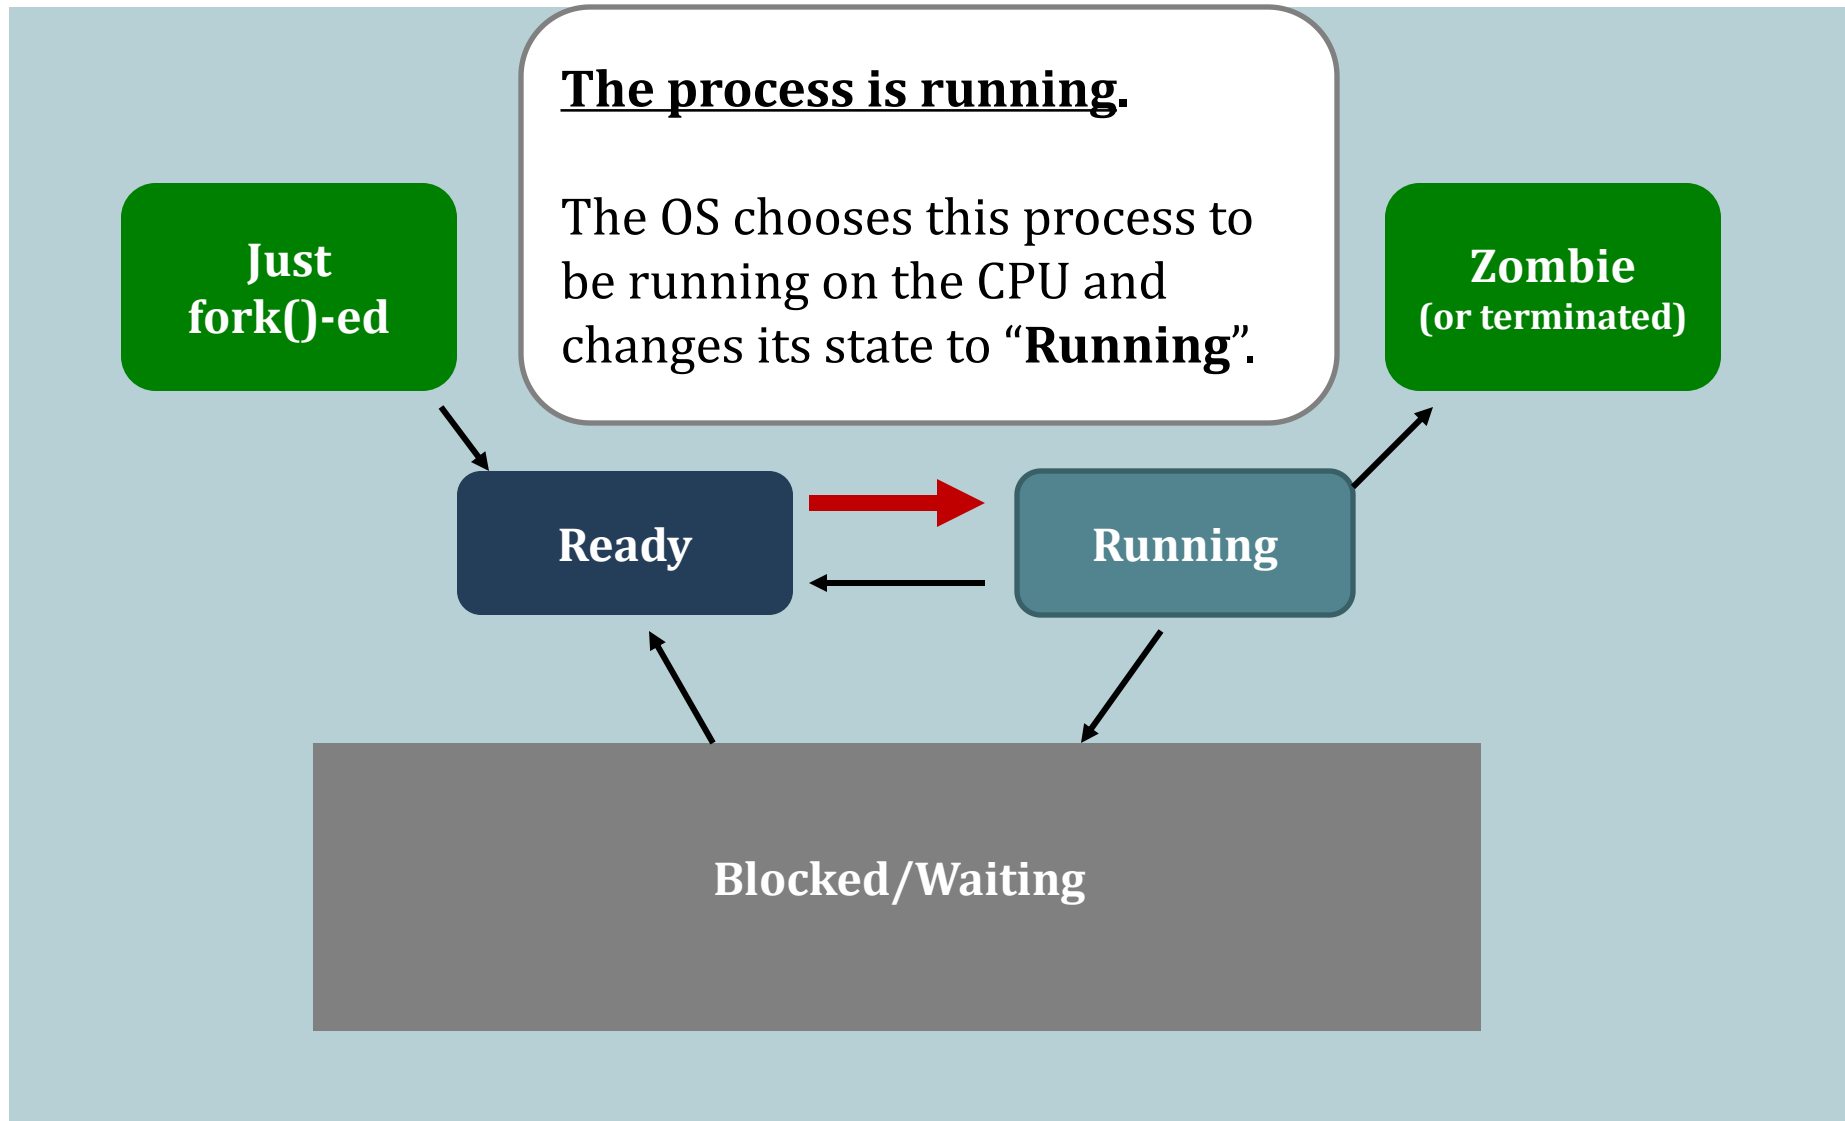 The process is running.
The OS chooses this process to
be running on the CPU and
changes its state to “Running”.
Just
fork()-ed
Zombie
(or terminated)
Ready
Running
Blocked/Waiting